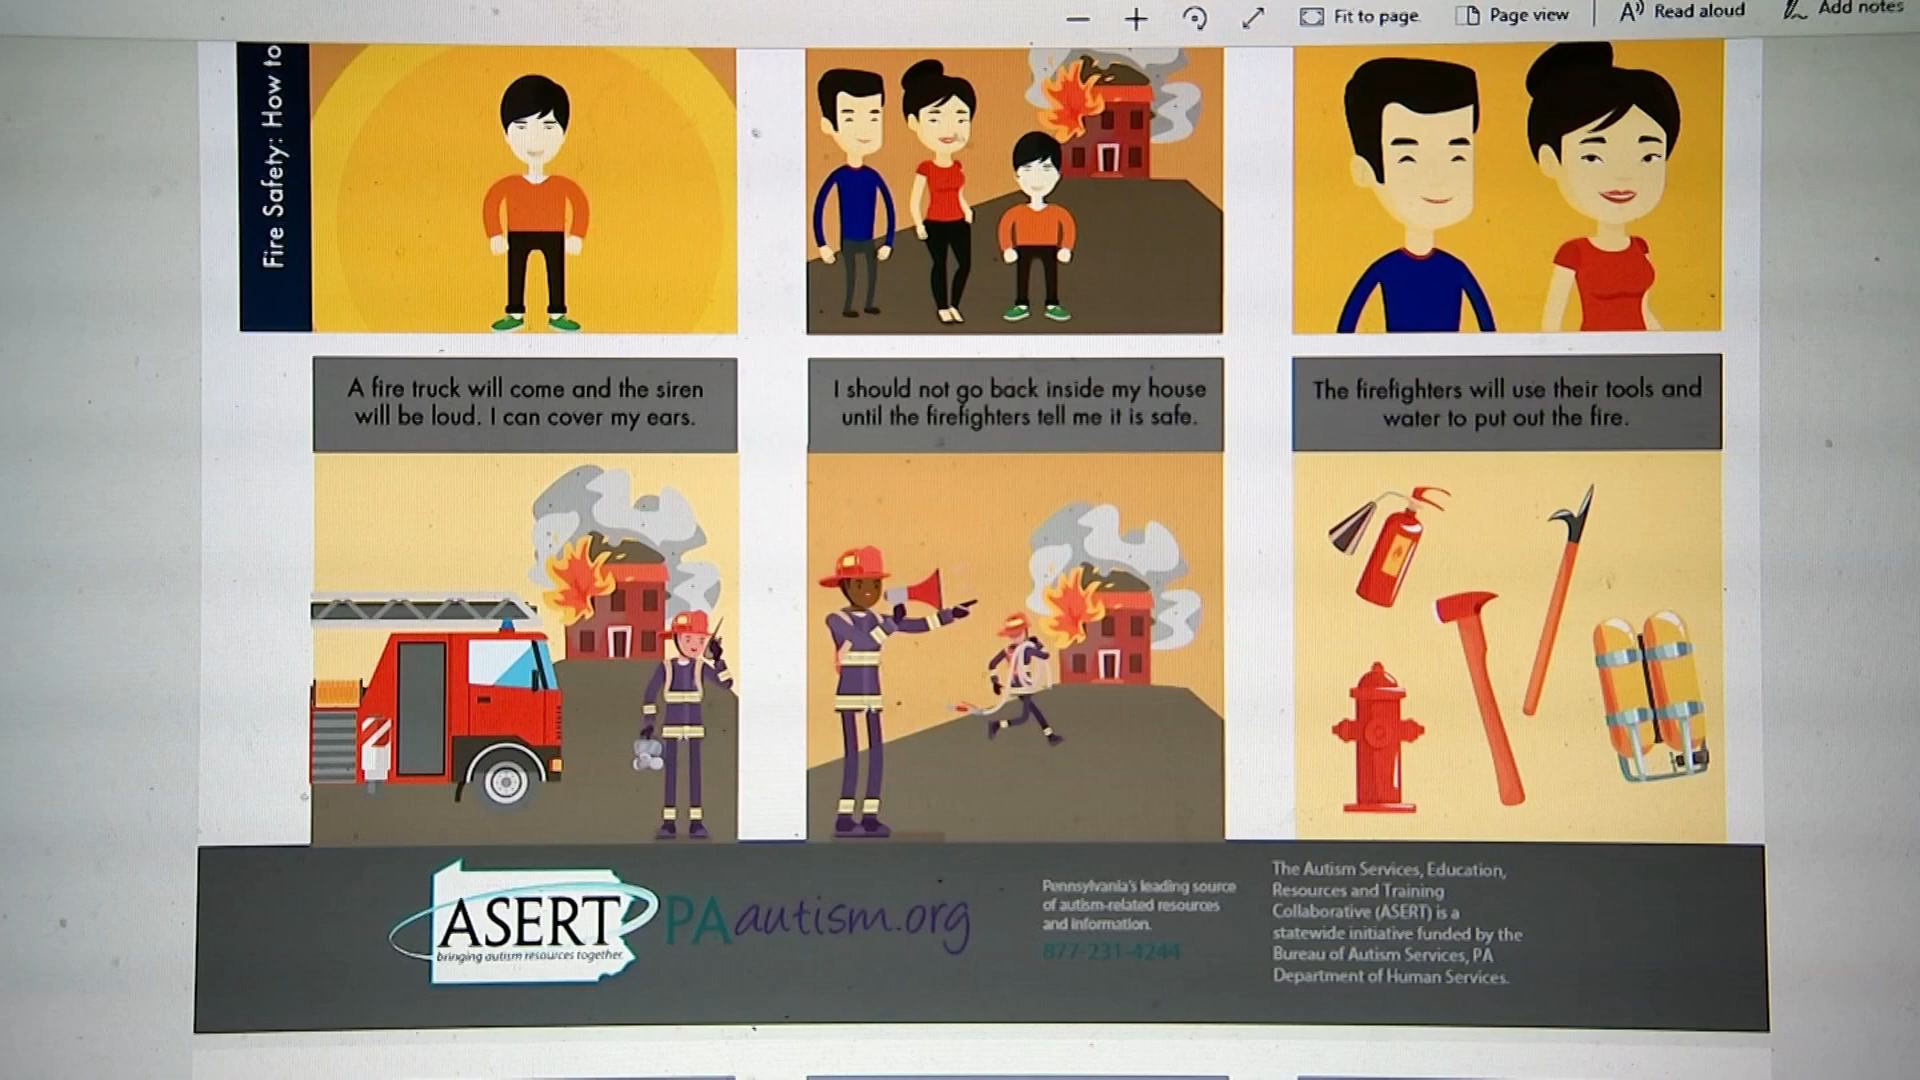 Fit to page
Page view
Read aloud
Add notes
Fire Safety: How to
A fire truck will come and the siren
will be loud. I can cover my ears.
I should not go back inside my house
until the firefighters tell me it is safe.
The firefighters will use their tools and
water to put out the fire.
ASERT
bringing autism resources together
PAautism.org
Pennsylvania's leading source
of autism-related resources
and information.
877-231-4244
The Autism Services, Education,
Resources and Training
Collaborative (ASERT) is a
statewide initiative funded by the
Bureau of Autism Services, PA
Department of Human Services.